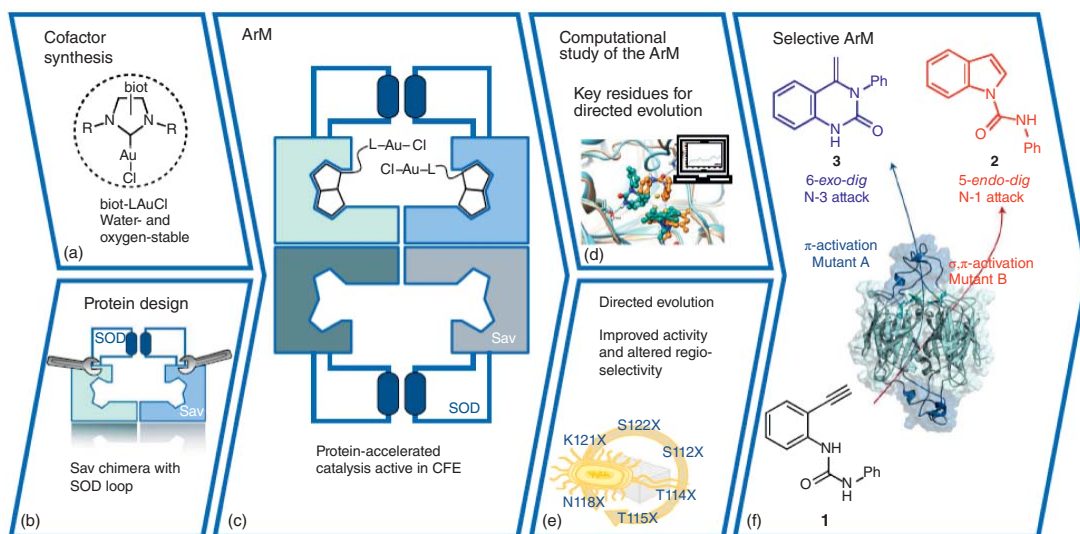 Cofactor
synthesis
biot
R
N
N
R
Au
Cl
biot-LAuCl
Water- and
oxygen-stable
(a)
Protein design
SOD
Sav
Sav chimera with
SOD loop
(b)
ArM
L–Au– Cl
Cl–Au–L
Sav
SOD
Protein-accelerated
catalysis active in CFE
(c)
Computational
study of the ArM
Key residues for
directed evolution
(d)
Directed evolution
Improved activity
and altered regio-
selectivity
S122X
K121X
S112X
N118X
T114X
T115X
(e)
Selective ArM
N
Ph
N
H
O
3
6-exo-dig
N-3 attack
N
O
NH
Ph
2
5-endo-dig
N-1 attack
π-activation
Mutant A
σ,π-activation
Mutant B
NH
O
N
H
Ph
1
(f)